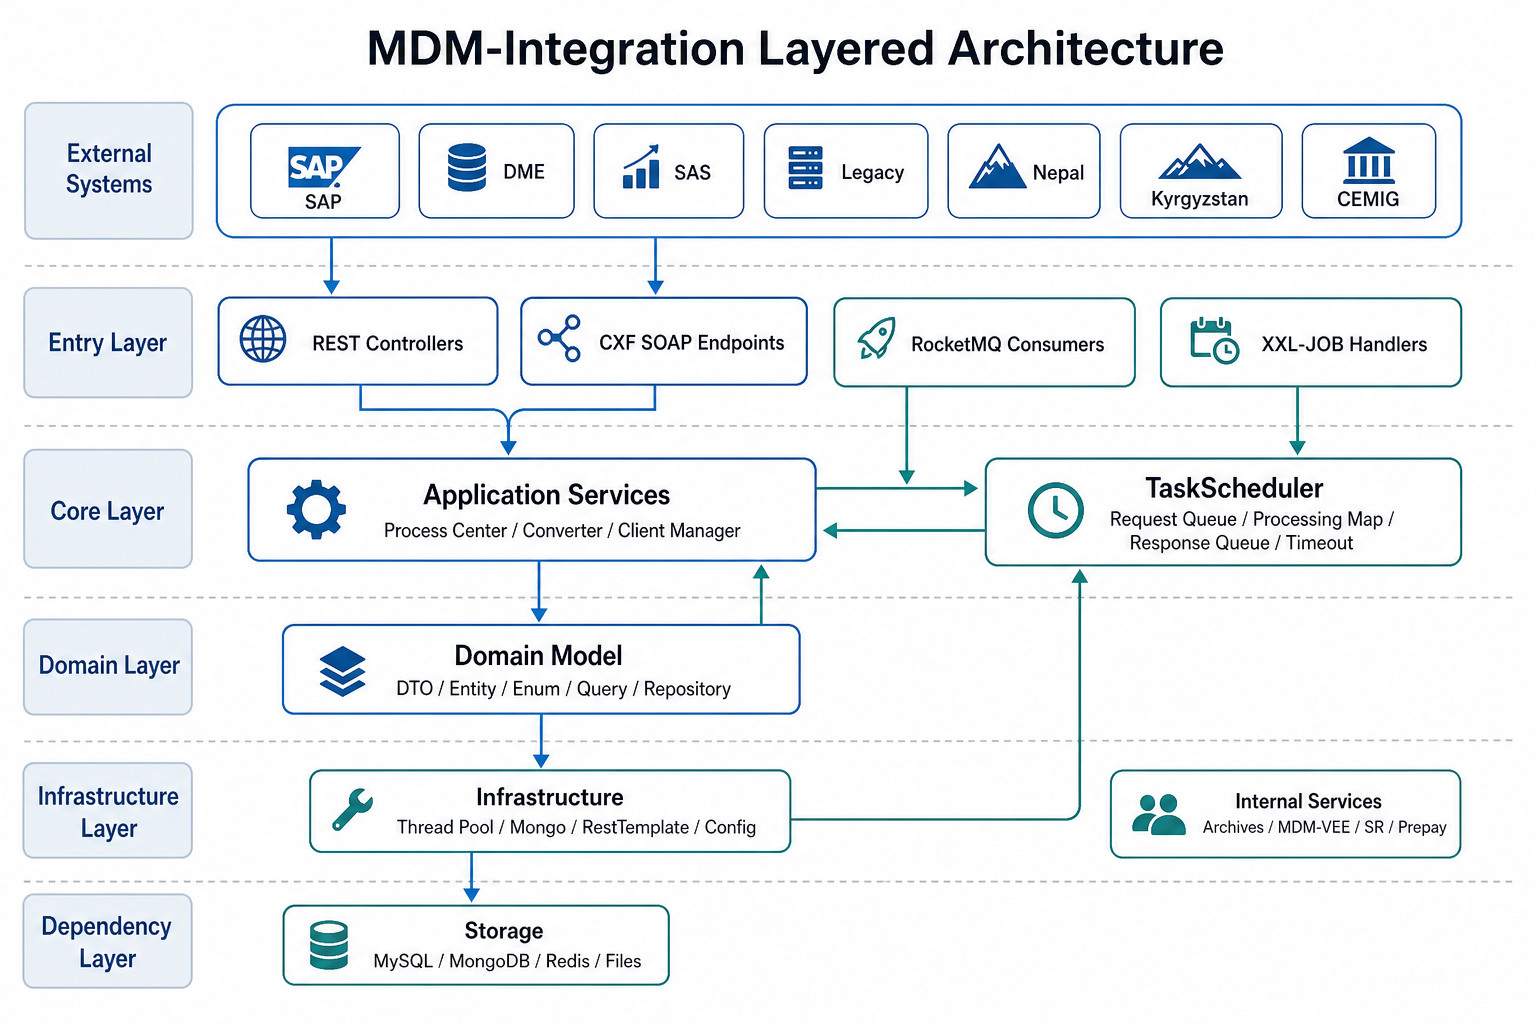 MDM-Integration Layered Architecture
External
Systems
SAP
SAP
DME
SAS
Legacy
Nepal
Kyrgyzstan
CEMIG
Entry Layer
REST Controllers
CXF SOAP Endpoints
RocketMQ Consumers
XXL-JOB Handlers
Core Layer
Application Services
Process Center / Converter / Client Manager
TaskScheduler
Request Queue / Processing Map /
Response Queue / Timeout
Domain Layer
Domain Model
DTO / Entity / Enum / Query / Repository
Infrastructure
Layer
Infrastructure
Thread Pool / Mongo / RestTemplate / Config
Internal Services
Archives / MDM-VEE / SR / Prepay
Dependency
Layer
Storage
MySQL / MongoDB / Redis / Files